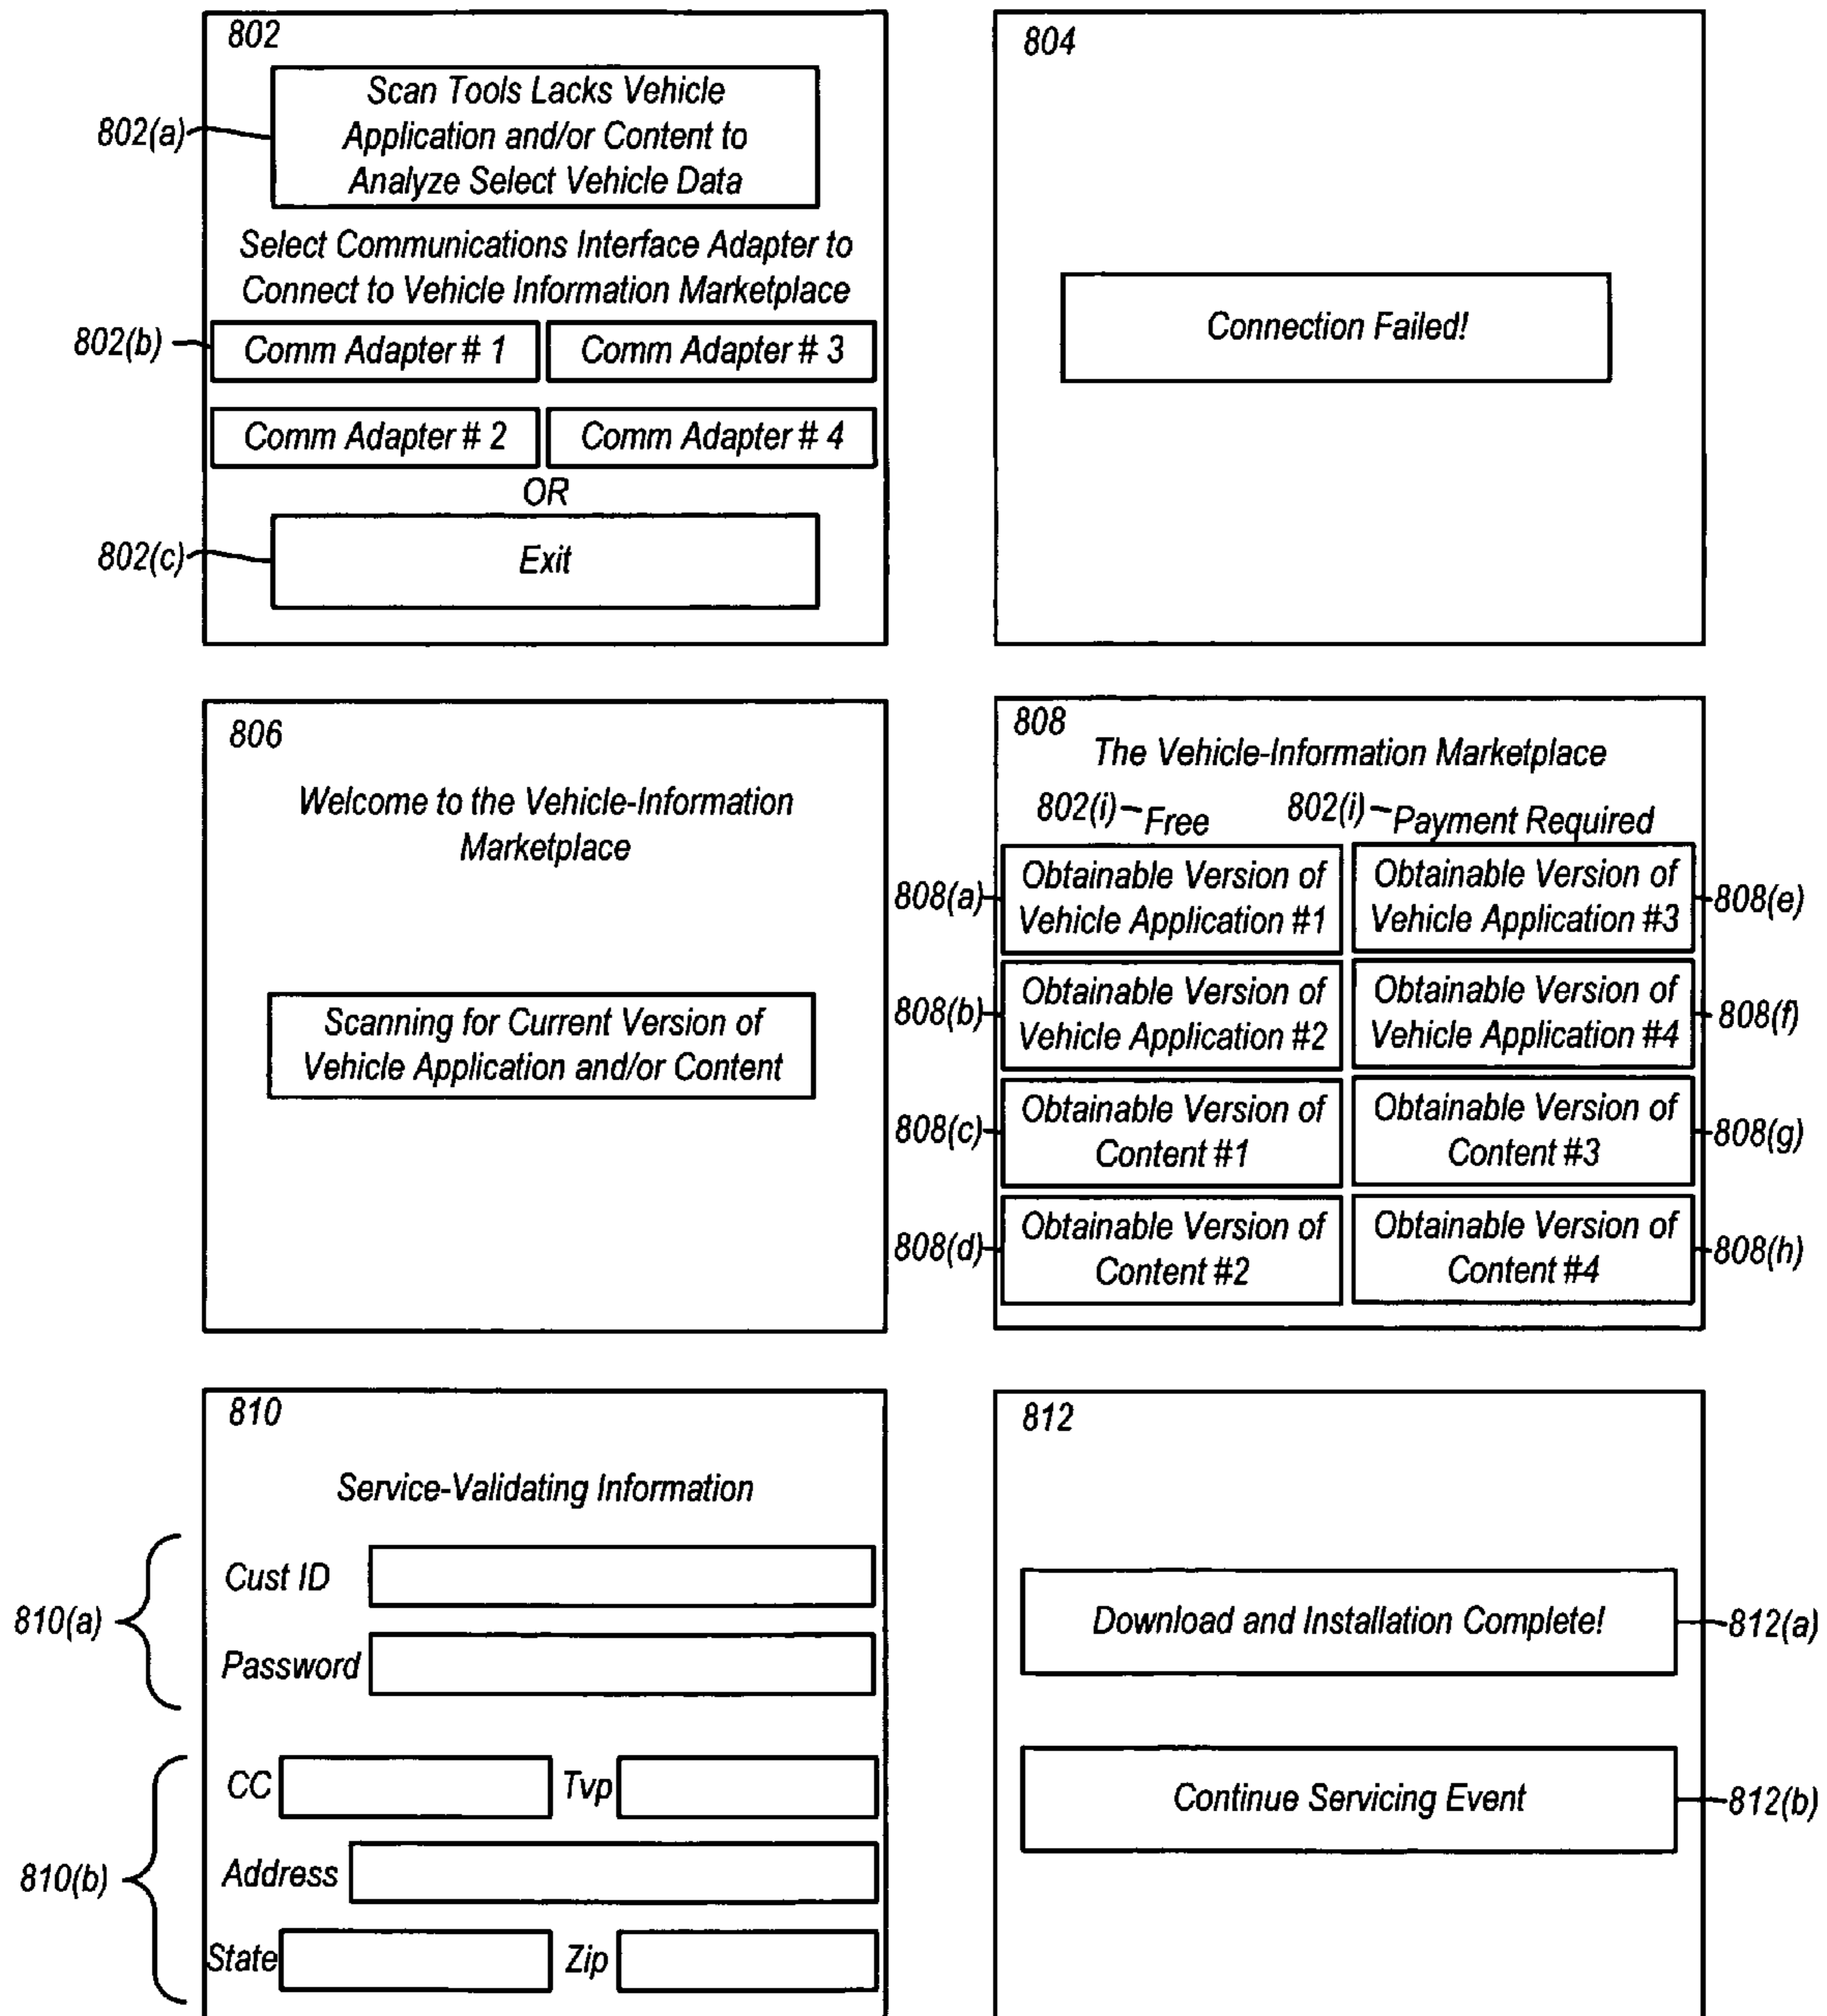 802
802(a)
Scan Tools Lacks Vehicle
Application and/or Content to
Analyze Select Vehicle Data
Select Communications Interface Adapter to
Connect to Vehicle Information Marketplace
802(b)
Comm Adapter # 1
Comm Adapter # 3
Comm Adapter # 2
Comm Adapter # 4
OR
802(c)
Exit
804
Connection Failed!
806
Welcome to the Vehicle-Information
Marketplace
Scanning for Current Version of
Vehicle Application and/or Content
808
The Vehicle-Information Marketplace
802(i) Free
802(i) Payment Required
808(a)
Obtainable Version of
Vehicle Application #1
Obtainable Version of
Vehicle Application #3
808(e)
808(b)
Obtainable Version of
Vehicle Application #2
Obtainable Version of
Vehicle Application #4
808(f)
808(c)
Obtainable Version of
Content #1
Obtainable Version of
Content #3
808(g)
808(d)
Obtainable Version of
Content #2
Obtainable Version of
Content #4
808(h)
810
Service-Validating Information
810(a)
Cust ID
Password
810(b)
CC
Tvp
Address
State
Zip
812
Download and Installation Complete!
812(a)
Continue Servicing Event
812(b)